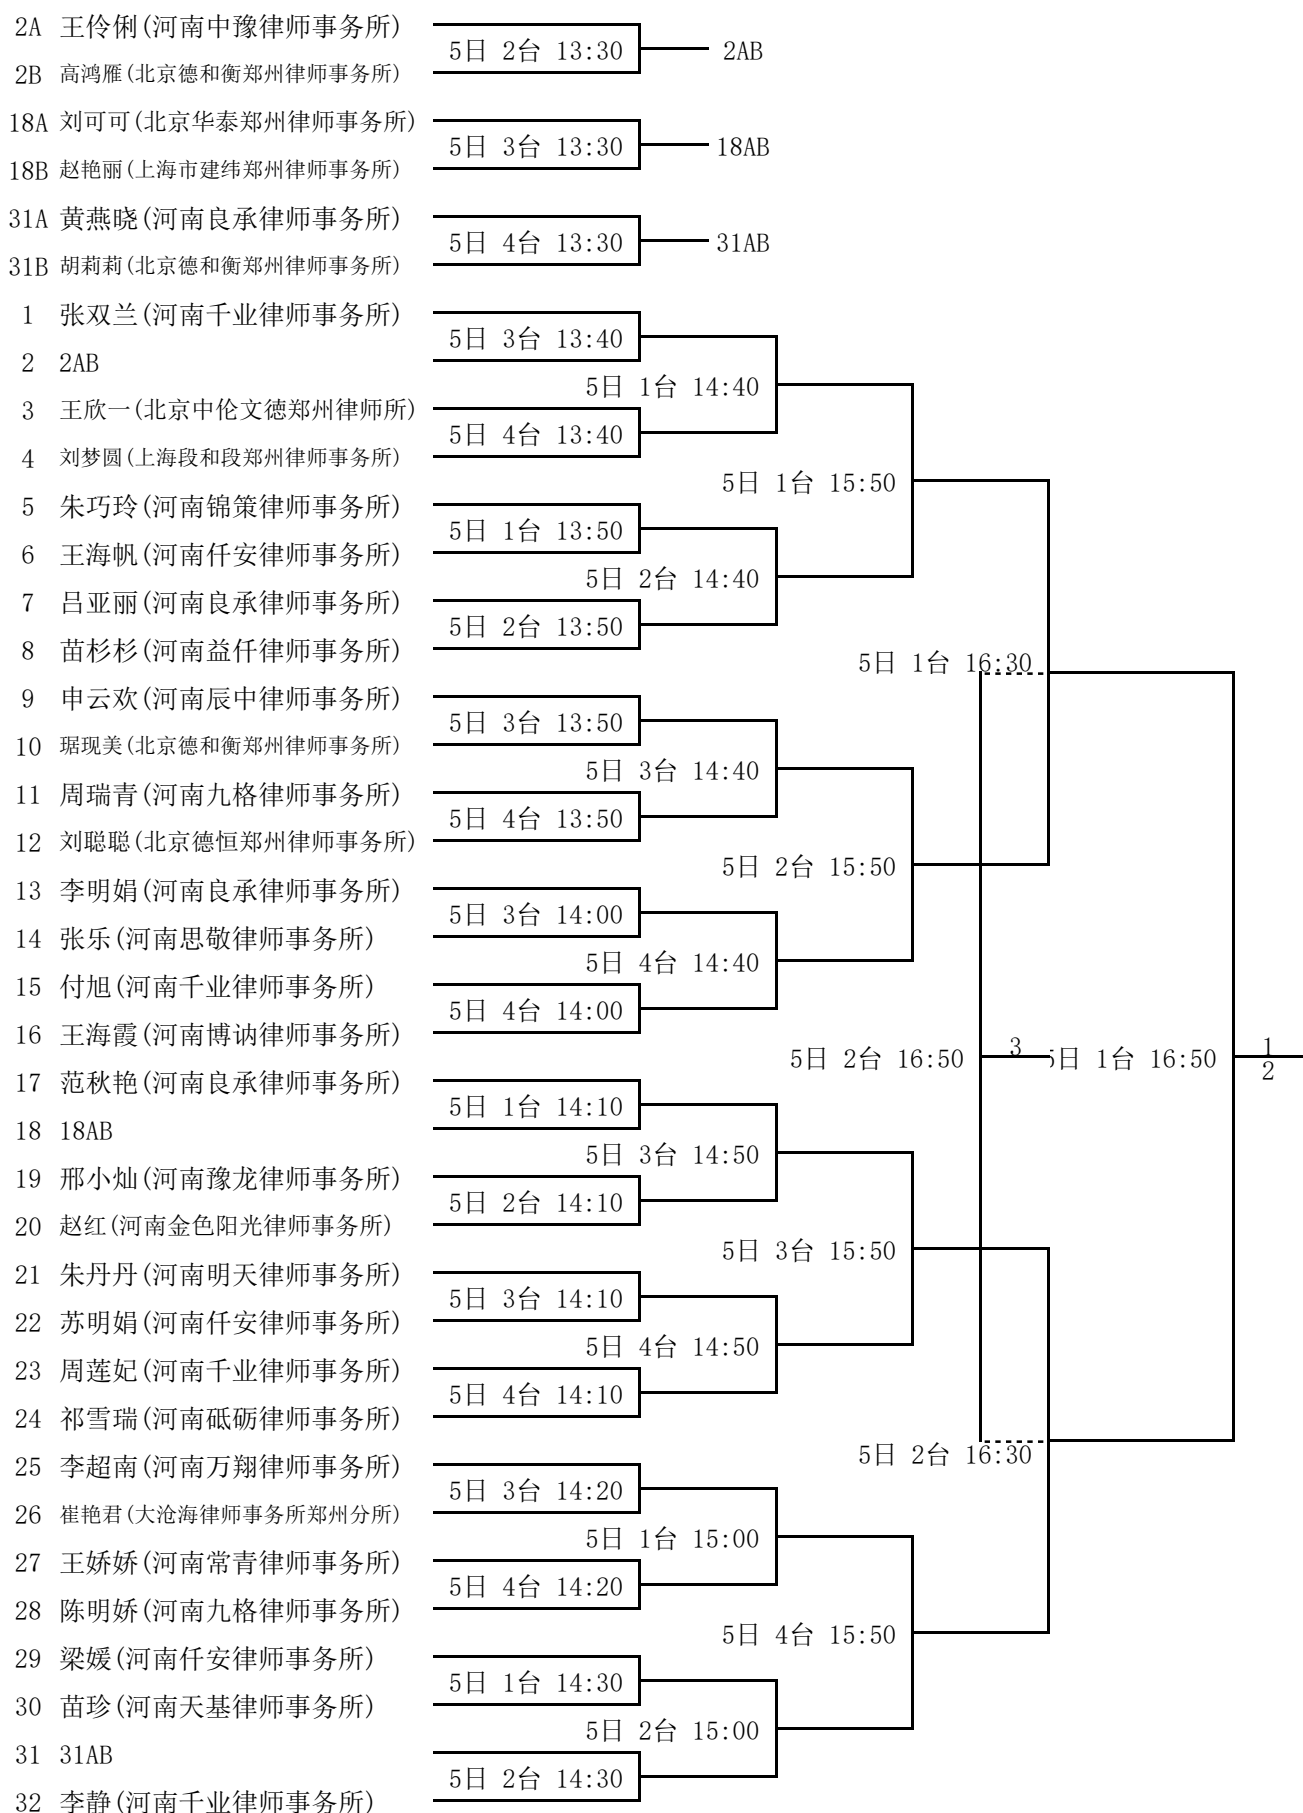 2A 王伶俐(河南中豫律师事务所)
5日 2台 13:30
2AB
2B 高鸿雁(北京德和衡郑州律师事务所)
18A 刘可可(北京华泰郑州律师事务所)
5日 3台 13:30
18AB
18B 赵艳丽(上海市建纬郑州律师事务所)
31A 黄燕晓(河南良承律师事务所)
5日 4台 13:30
31AB
31B 胡莉莉(北京德和衡郑州律师事务所)
1 张双兰(河南千业律师事务所)
5日 3台 13:40
2 2AB
5日 1台 14:40
3 王欣一(北京中伦文德郑州律师所)
5日 4台 13:40
4 刘梦圆(上海段和段郑州律师事务所)
5日 1台 15:50
5 朱巧玲(河南锦策律师事务所)
5日 1台 13:50
6 王海帆(河南仟安律师事务所)
5日 2台 14:40
7 吕亚丽(河南良承律师事务所)
5日 2台 13:50
8 苗杉杉(河南益仟律师事务所)
5日 1台 16:30
9 申云欢(河南辰中律师事务所)
5日 3台 13:50
10 琚现美(北京德和衡郑州律师事务所)
5日 3台 14:40
11 周瑞青(河南九格律师事务所)
5日 4台 13:50
12 刘聪聪(北京德恒郑州律师事务所)
5日 2台 15:50
13 李明娟(河南良承律师事务所)
5日 3台 14:00
14 张乐(河南思敬律师事务所)
5日 4台 14:40
15 付旭(河南千业律师事务所)
5日 4台 14:00
16 王海霞(河南博讷律师事务所)
5日 2台 16:50
3
5日 1台 16:50
1
2
17 范秋艳(河南良承律师事务所)
5日 1台 14:10
18 18AB
5日 3台 14:50
19 邢小灿(河南豫龙律师事务所)
5日 2台 14:10
20 赵红(河南金色阳光律师事务所)
5日 3台 15:50
21 朱丹丹(河南明天律师事务所)
5日 3台 14:10
22 苏明娟(河南仟安律师事务所)
5日 4台 14:50
23 周莲妃(河南千业律师事务所)
5日 4台 14:10
24 祁雪瑞(河南砥砺律师事务所)
5日 2台 16:30
25 李超南(河南万翔律师事务所)
5日 3台 14:20
26 崔艳君(大沧海律师事务所郑州分所)
5日 1台 15:00
27 王娇娇(河南常青律师事务所)
5日 4台 14:20
28 陈明娇(河南九格律师事务所)
5日 4台 15:50
29 梁媛(河南仟安律师事务所)
5日 1台 14:30
30 苗珍(河南天基律师事务所)
5日 2台 15:00
31 31AB
5日 2台 14:30
32 李静(河南千业律师事务所)